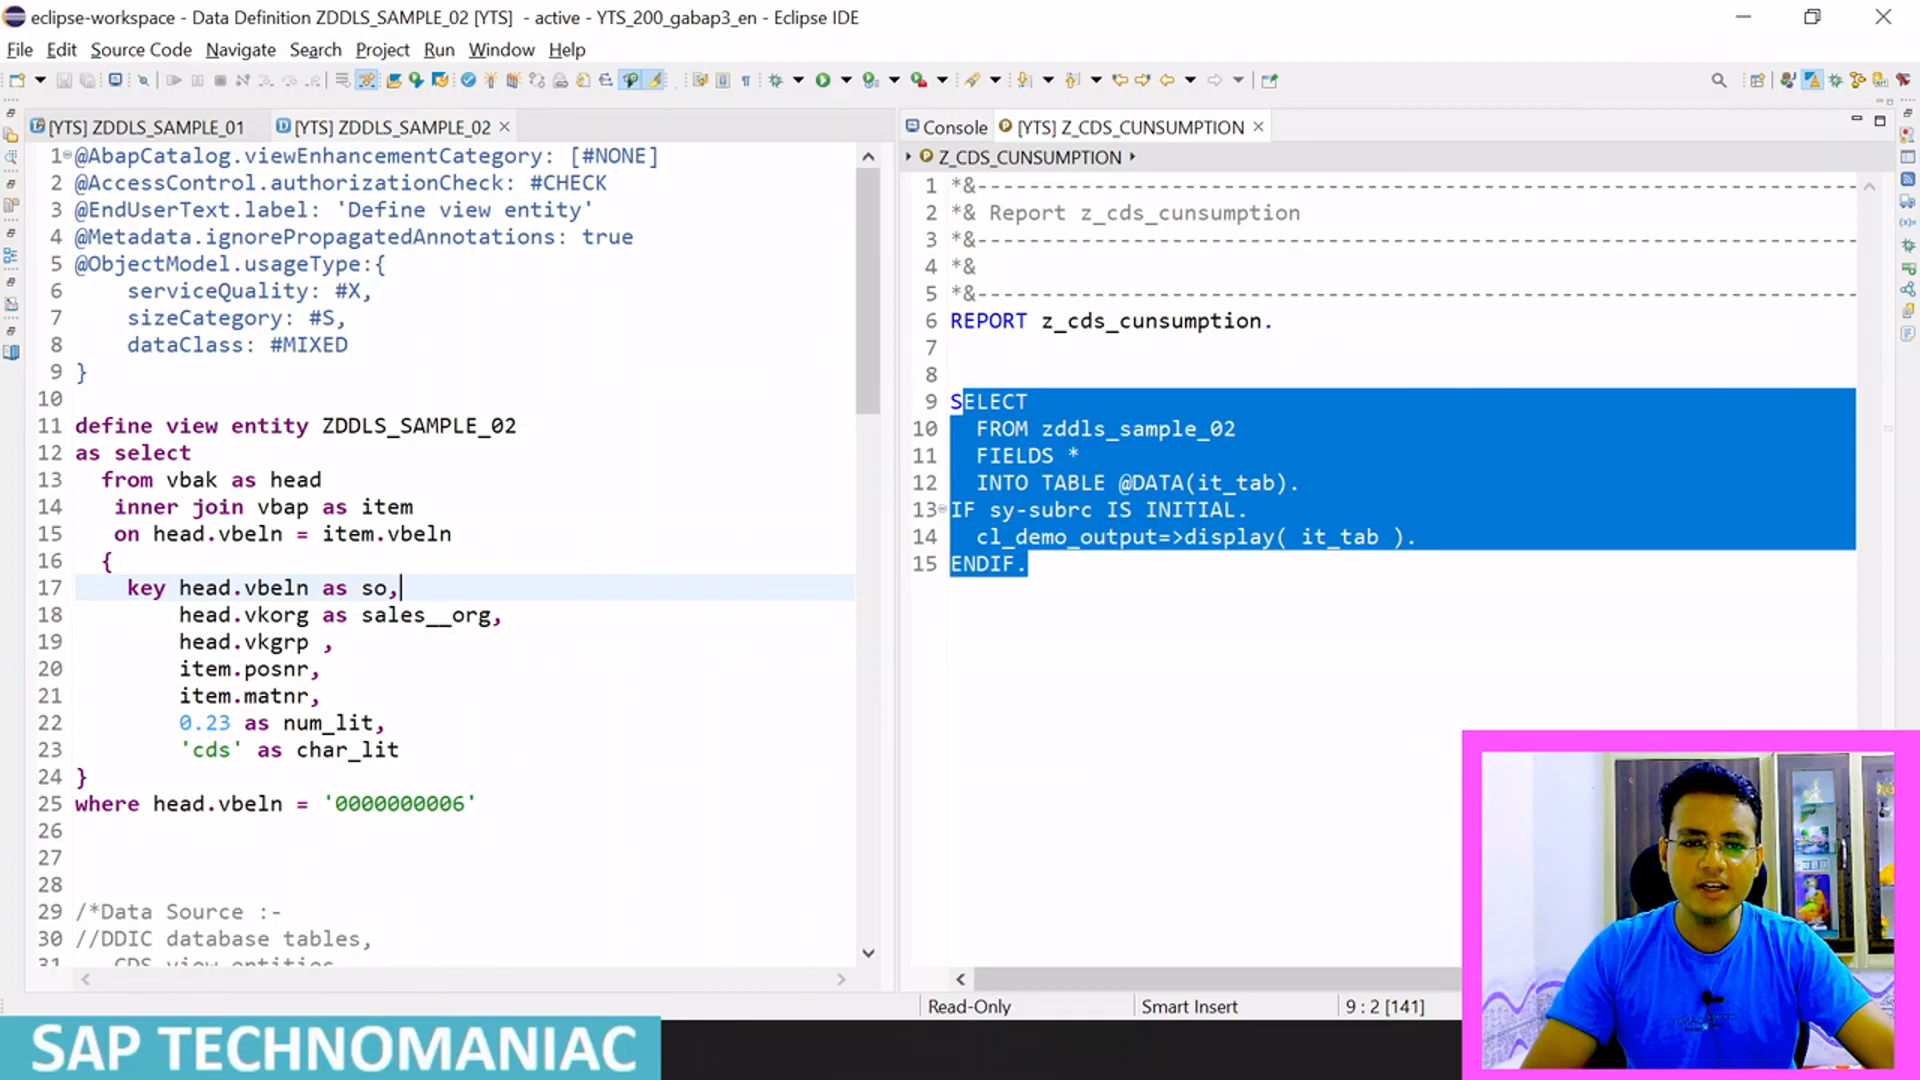 eclipse-workspace - Data Definition ZDDLS_SAMPLE_02 [YTS]  - active - YTS_200_gabap3_en - Eclipse IDE
File Edit Source Code Navigate Search Project Run Window Help
[YTS] ZDDLS_SAMPLE_01
[YTS] ZDDLS_SAMPLE_02
1 @AbapCatalog.viewEnhancementCategory: [#NONE]
2 @AccessControl.authorizationCheck: #CHECK
3 @EndUserText.label: 'Define view entity'
4 @Metadata.ignorePropagatedAnnotations: true
5 @ObjectModel.usageType:{
6     serviceQuality: #X,
7     sizeCategory: #S,
8     dataClass: #MIXED
9 }
10
11 define view entity ZDDLS_SAMPLE_02
12 as select
13   from vbak as head
14    inner join vbap as item
15    on head.vbeln = item.vbeln
16   {
17     key head.vbeln as so,
18         head.vkorg as sales__org,
19         head.vkgrp ,
20         item.posnr,
21         item.matnr,
22         0.23 as num_lit,
23         'cds' as char_lit
24 }
25 where head.vbeln = '0000000006'
26
27
28
29 /*Data Source :-
30 //DDIC database tables,
31    CDS view entities
Console
[YTS] Z_CDS_CUNSUMPTION
Z_CDS_CUNSUMPTION
1 *&---------------------------------------------------------------------
2 *& Report z_cds_cunsumption
3 *&---------------------------------------------------------------------
4 *&
5 *&---------------------------------------------------------------------
6 REPORT z_cds_cunsumption.
7
8
9 SELECT
10   FROM zddls_sample_02
11   FIELDS *
12   INTO TABLE @DATA(it_tab).
13 IF sy-subrc IS INITIAL.
14   cl_demo_output=>display( it_tab ).
15 ENDIF.
Read-Only
Smart Insert
9 : 2 [141]
SAP TECHNOMANIAC